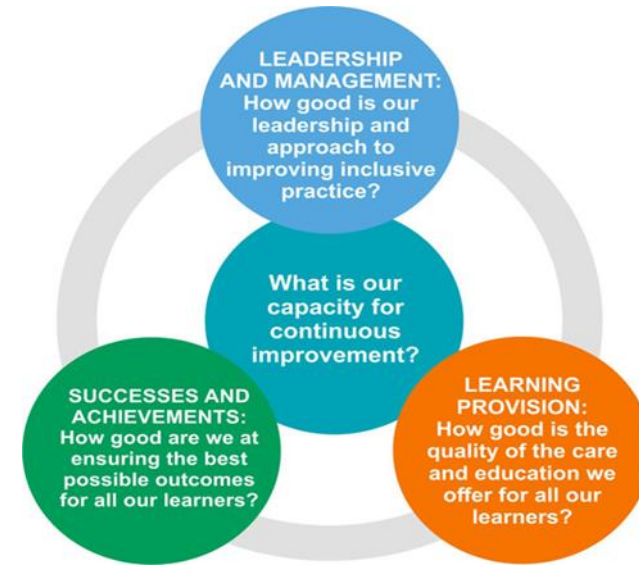 LEADERSHIP
AND MANAGEMENT:
How good is our
leadership and
approach to
improving inclusive
practice?
What is our
capacity for
continuous
improvement?
SUCCESSES AND
ACHIEVEMENTS:
How good are we at
ensuring the best
possible outcomes
for all our learners?
LEARNING
PROVISION:
How good is the
quality of the care
and education we
offer for all our
learners?